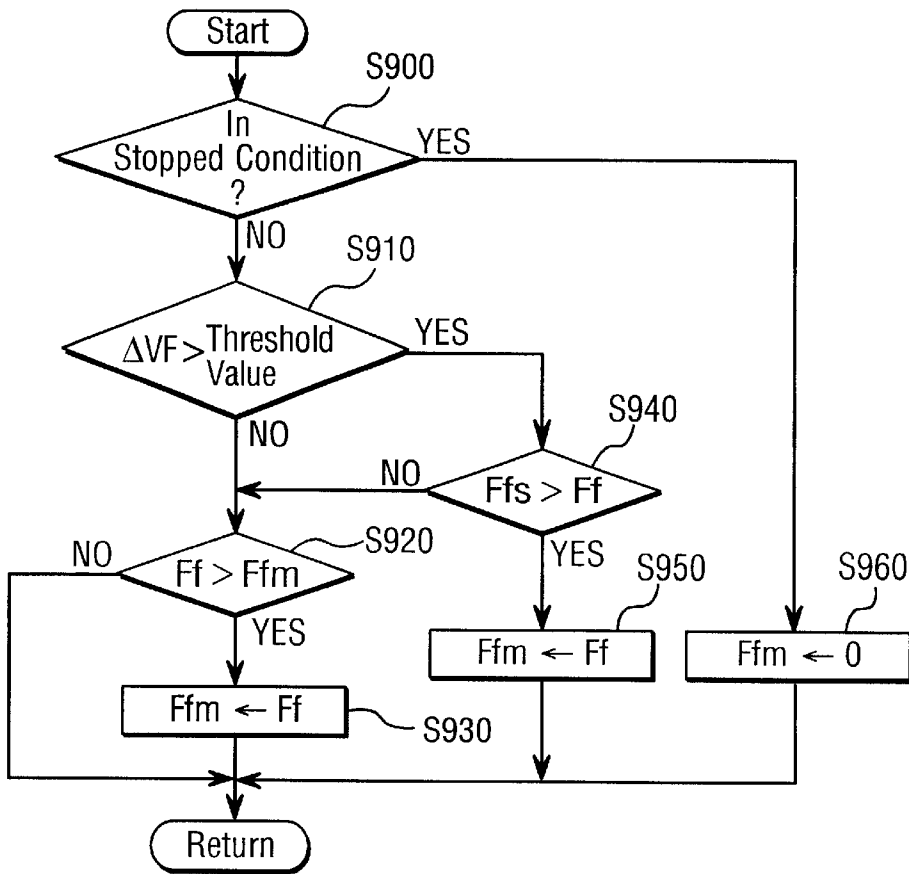 Start
S900
In
Stopped Condition
?
YES
NO
S910
ΔVF > Threshold
Value
YES
NO
S940
Ffs > Ff
NO
YES
S920
Ff > Ffm
NO
YES
S950
Ffm ← Ff
S960
Ffm ← 0
Ffm ← Ff
S930
Return